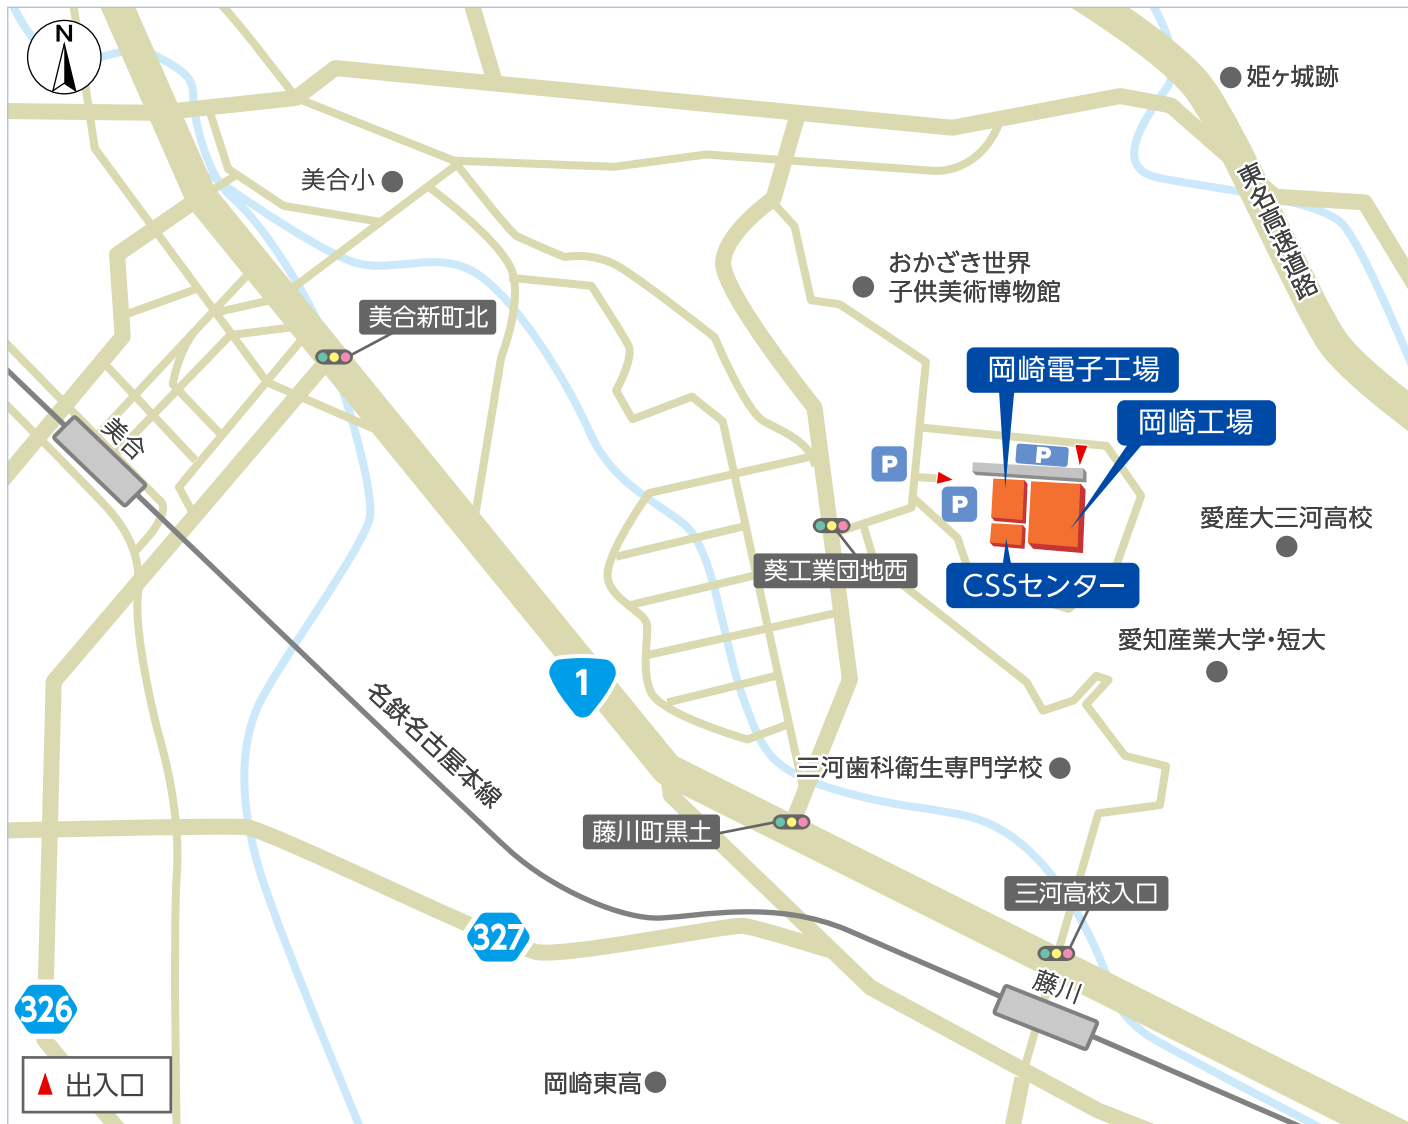 N
姫ヶ城跡
美合小
東名高速道路
おかざき世界
子供美術博物館
美合新町北
岡崎電子工場
岡崎工場
美合
P
P
P
愛産大三河高校
葵工業団地西
CSSセンター
愛知産業大学・短大
1
名鉄名古屋本線
三河歯科衛生専門学校
藤川町黒土
三河高校入口
327
藤川
326
出入口
岡崎東高